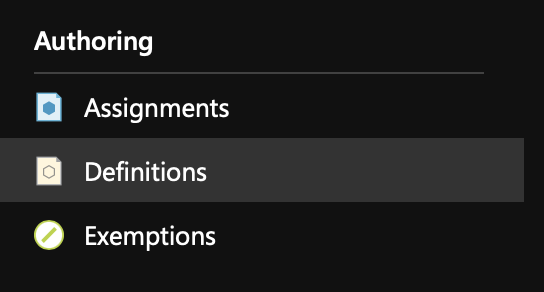 Authoring
Assignments
Definitions
Exemptions